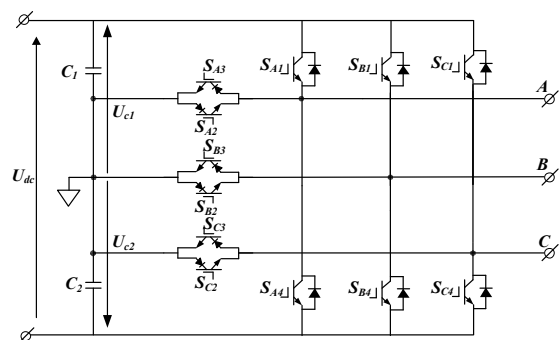 S_A1 S_B1 S_C1
C_1 S_A3
A
U_c1 S_A2
S_B3
B
U_dc
S_B2
S_C3
U_c2
C
C_2 S_C2 S_A4 S_B4 S_C4